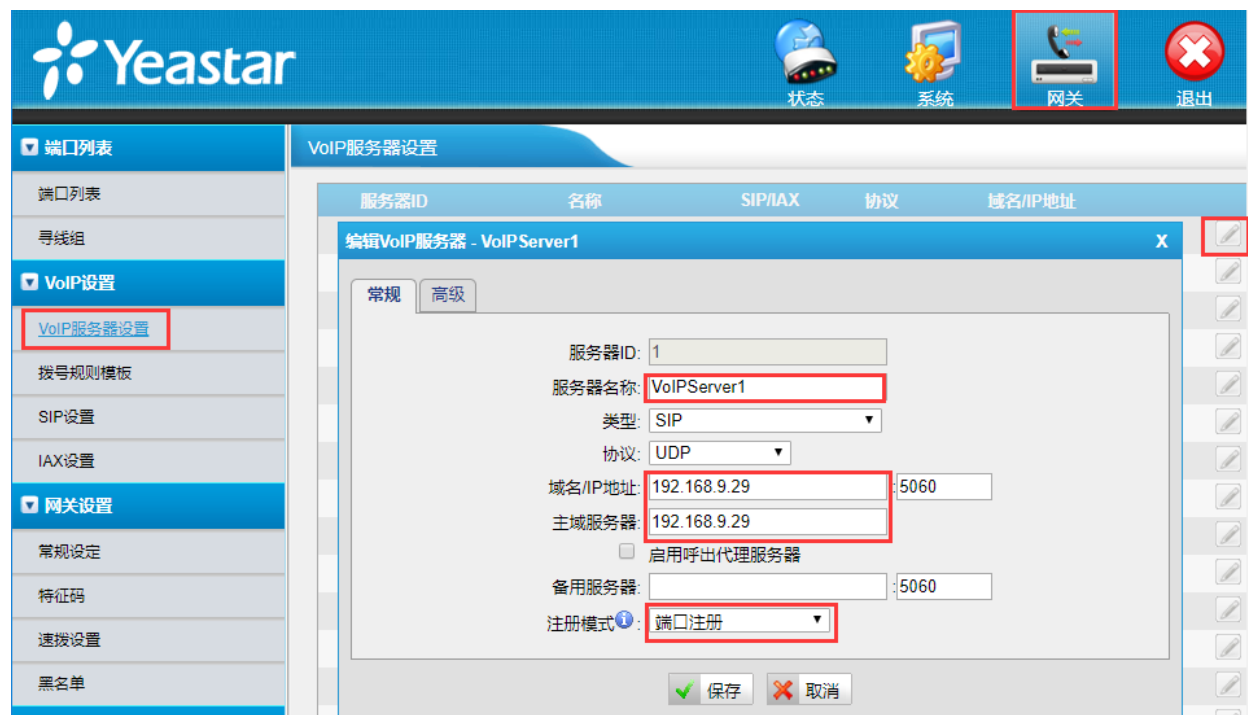 Yeastar
状态
系统
网关
退出
端口列表
端口列表
寻线组
VoIP设置
VoIP服务器设置
拨号规则模板
SIP设置
IAX设置
网关设置
常规设定
特征码
速拨设置
黑名单
VoIP服务器设置
服务器ID 名称 SIP/IAX 协议 域名/IP地址
编辑VoIP服务器 - VoIPServer1 X
常规 高级
服务器ID: 1
服务器名称: VoIPServer1
类型: SIP
协议: UDP
域名/IP地址: 192.168.9.29 :5060
主域服务器: 192.168.9.29
启用呼出代理服务器
备用服务器: :5060
注册模式 : 端口注册
保存 取消